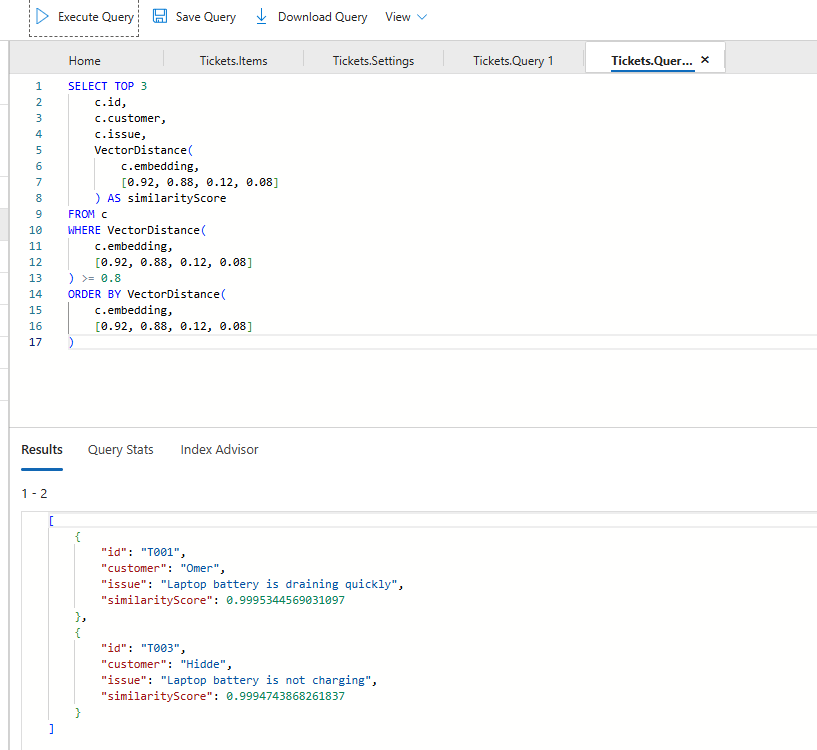 Execute Query Save Query Download Query View
Home Tickets.Items Tickets.Settings Tickets.Query 1 Tickets.Quer... ✕
1 SELECT TOP 3
2 c.id,
3 c.customer,
4 c.issue,
5 VectorDistance(
6 c.embedding,
7 [0.92, 0.88, 0.12, 0.08]
8 ) AS similarityScore
9 FROM c
10 WHERE VectorDistance(
11 c.embedding,
12 [0.92, 0.88, 0.12, 0.08]
13 ) >= 0.8
14 ORDER BY VectorDistance(
15 c.embedding,
16 [0.92, 0.88, 0.12, 0.08]
17 )
Results Query Stats Index Advisor
1 - 2
[
{
"id": "T001",
"customer": "Omer",
"issue": "Laptop battery is draining quickly",
"similarityScore": 0.9995344569031097
},
{
"id": "T003",
"customer": "Hidde",
"issue": "Laptop battery is not charging",
"similarityScore": 0.9994743868261837
}
]